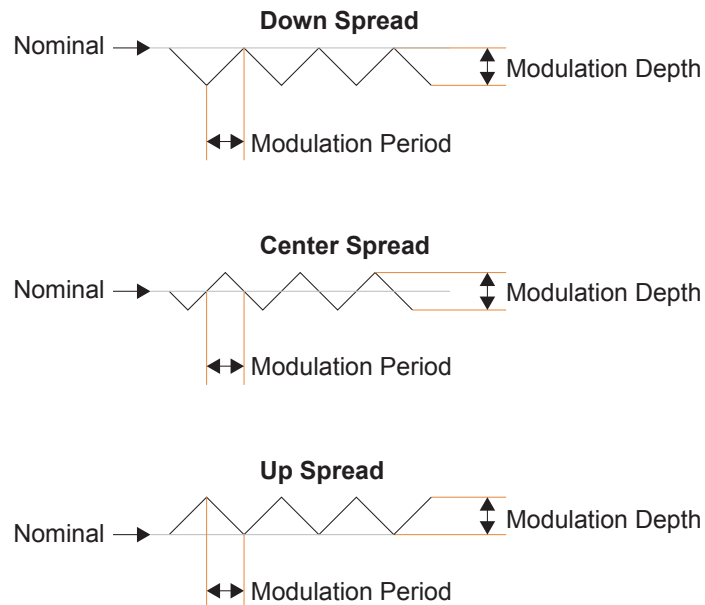 Down Spread
Nominal
Modulation Depth
Modulation Period
Center Spread
Nominal
Modulation Depth
Modulation Period
Up Spread
Nominal
Modulation Depth
Modulation Period